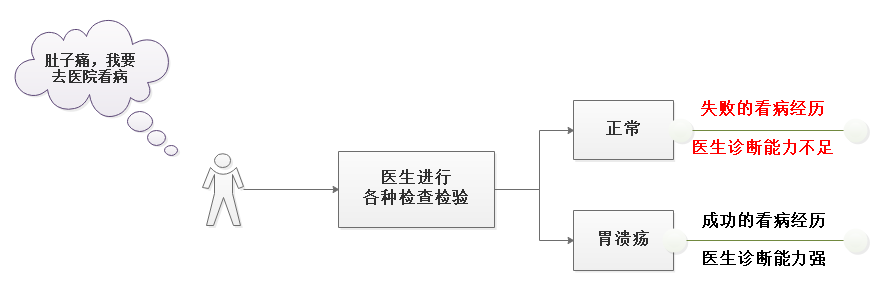 肚子痛，我要
去医院看病
医生进行
各种检查检验
正常
失败的看病经历
医生诊断能力不足
胃溃疡
成功的看病经历
医生诊断能力强